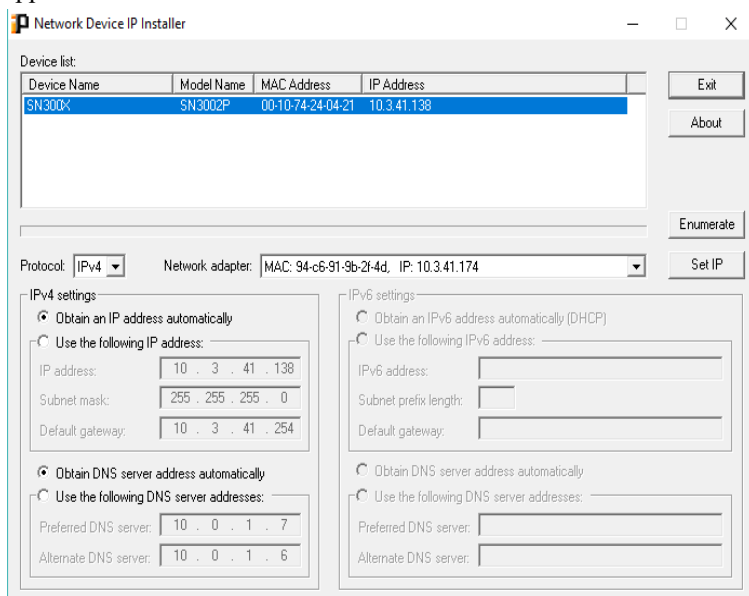 Network Device IP Installer
Device list:
Device Name Model Name MAC Address IP Address
SN300X SN3002P 00-10-74-24-04-21 10.3.41.138
Exit
About
Enumerate
Protocol: IPv4 Network adapter: MAC: 94-c6-91-9b-2f-4d, IP: 10.3.41.174 Set IP
IPv4 settings
Obtain an IP address automatically
Use the following IP address:
IP address: 10 . 3 . 41 . 138
Subnet mask: 255 . 255 . 255 . 0
Default gateway: 10 . 3 . 41 . 254
Obtain DNS server address automatically
Use the following DNS server addresses:
Preferred DNS server: 10 . 0 . 1 . 7
Alternate DNS server: 10 . 0 . 1 . 6
IPv6 settings
Obtain an IPv6 address automatically (DHCP)
Use the following IPv6 address:
IPv6 address:
Subnet prefix length:
Default gateway:
Obtain DNS server address automatically
Use the following DNS server addresses:
Preferred DNS server:
Alternate DNS server: